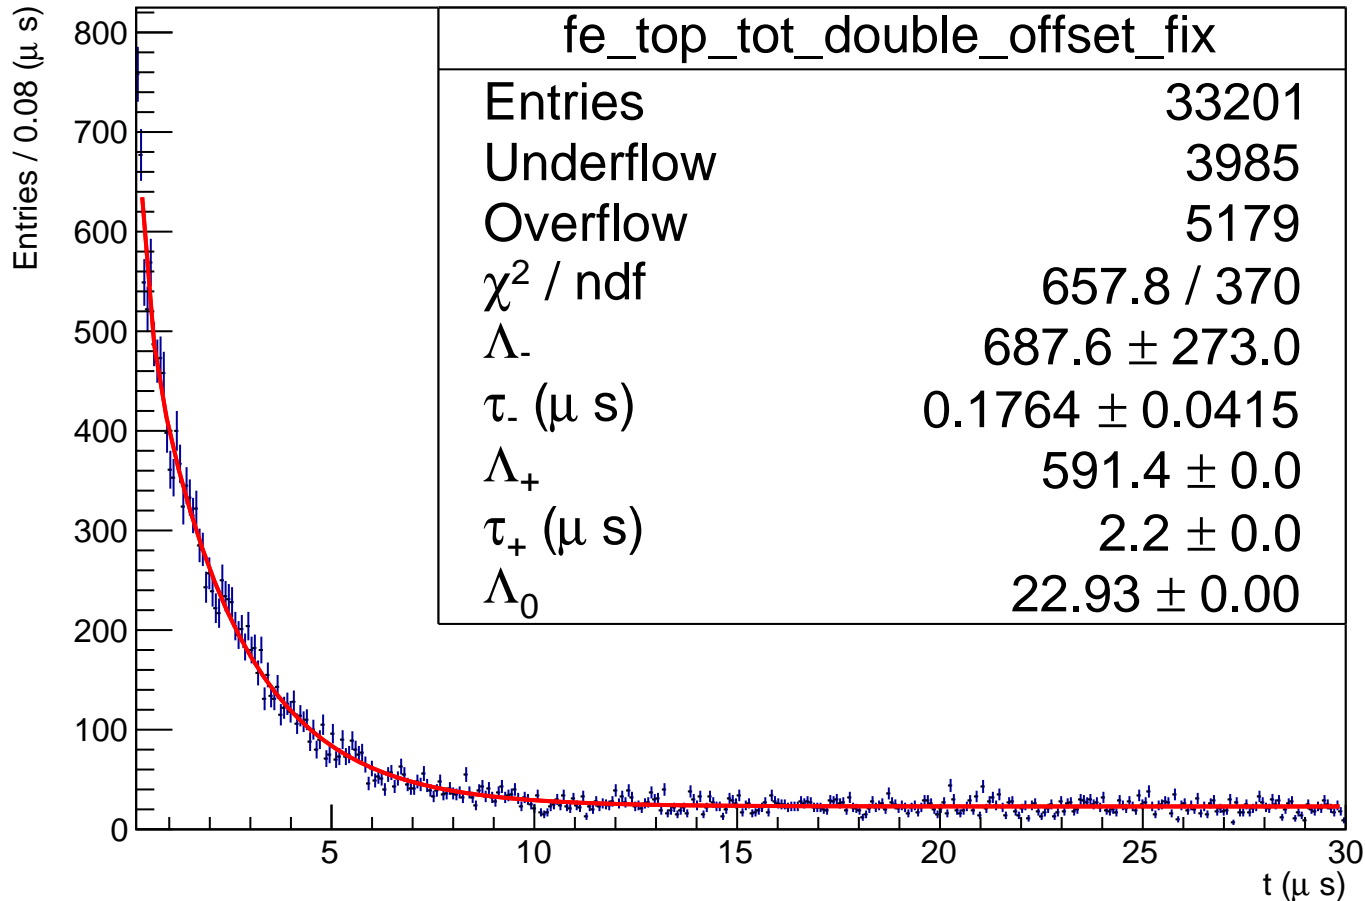 fe_top_tot_double_offset_fix
Entries 33201
Underflow 3985
Overflow 5179
χ² / ndf 657.8 / 370
Λ₋ 687.6 ± 273.0
τ₋ (μ s) 0.1764 ± 0.0415
Λ₊ 591.4 ± 0.0
τ₊ (μ s) 2.2 ± 0.0
Λ₀ 22.93 ± 0.00
Entries / 0.08 (μ s)
800
700
600
500
400
300
200
100
0
5 10 15 20 25 30
t (μ s)